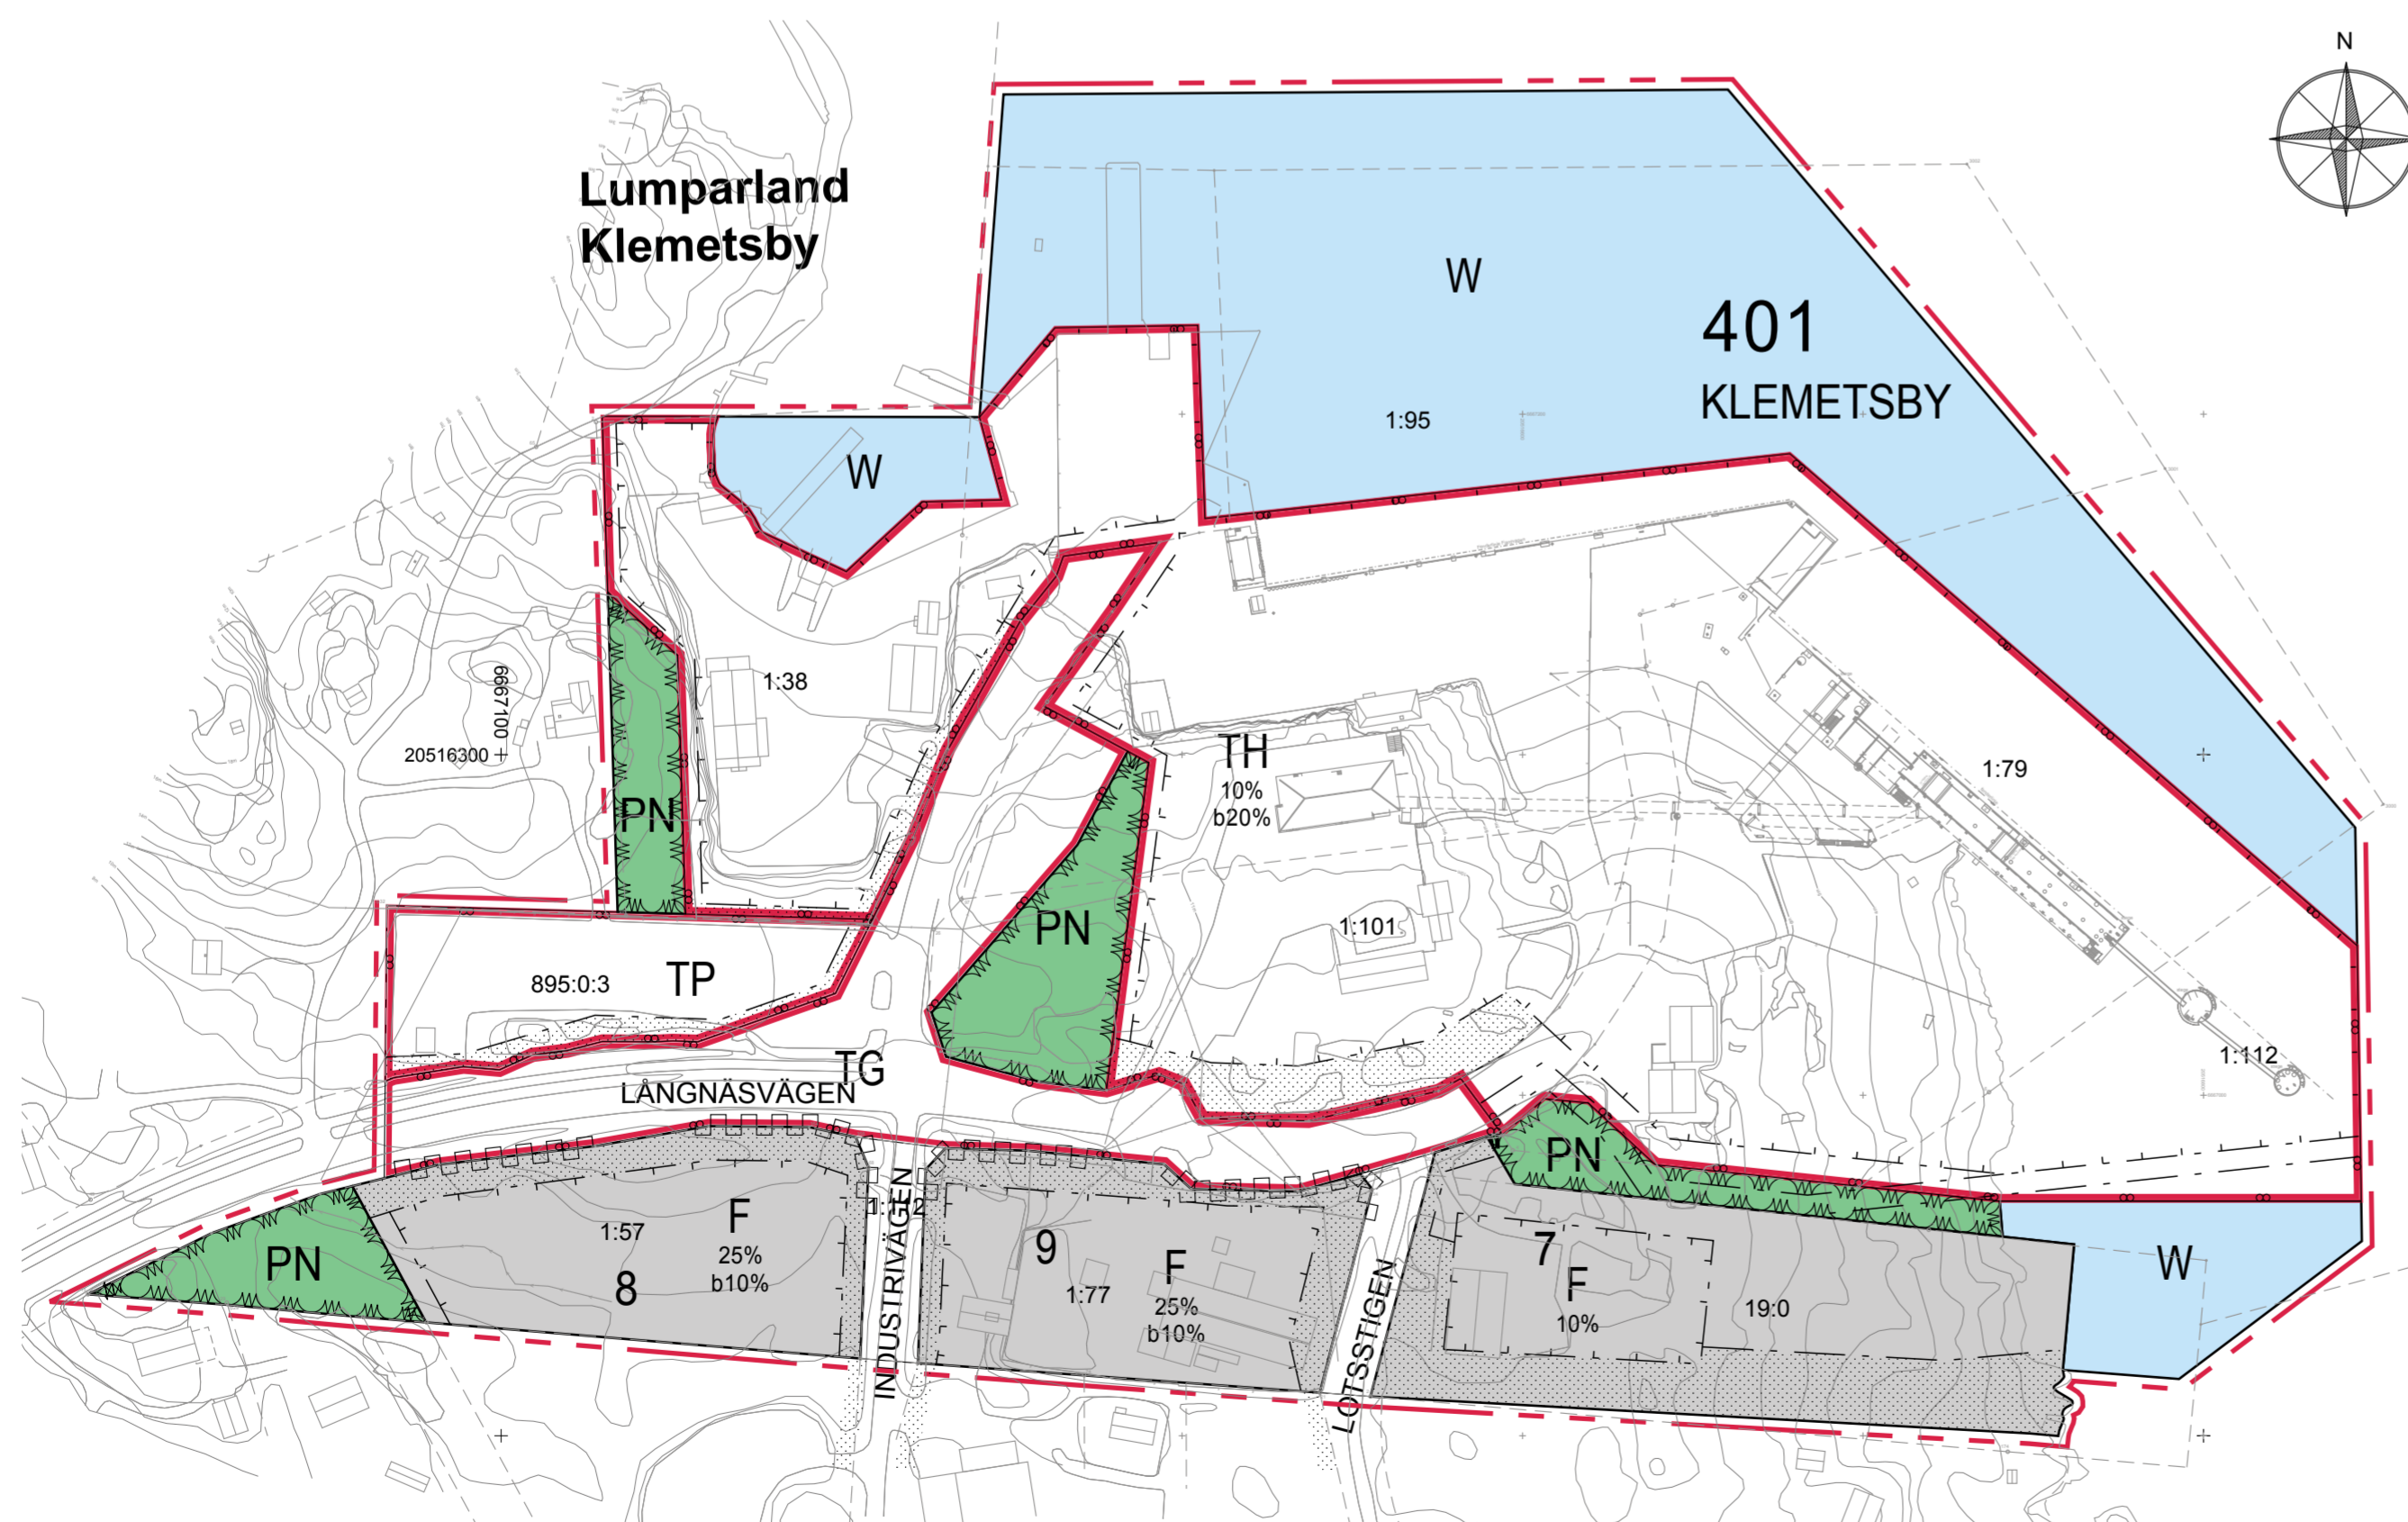 N
Lumparland
Klemetsby
W
401
KLEMETSBY
1:95
W
1:38
6667100
20516300
TH
10%
b20%
1:79
PN
PN
1:101
895:0:3
TP
1:112
TG
LÅNGNÄSVÄGEN
PN
PN
1:57
F
25%
b10%
8
INDUSTRIVÄGEN
9
1:77
F
25%
b10%
LOTSSTIGEN
7
F
10%
19:0
W